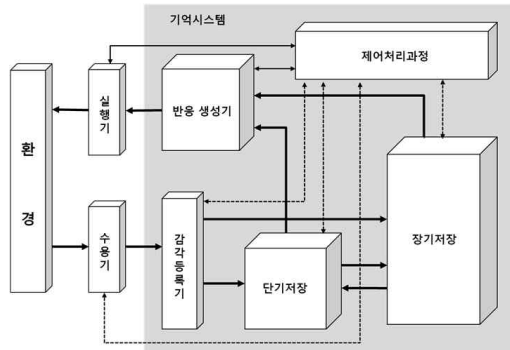 기억시스템
제어처리과정
실행기
반응 생성기
환경
장기저장
수용기
감각등록기
단기저장